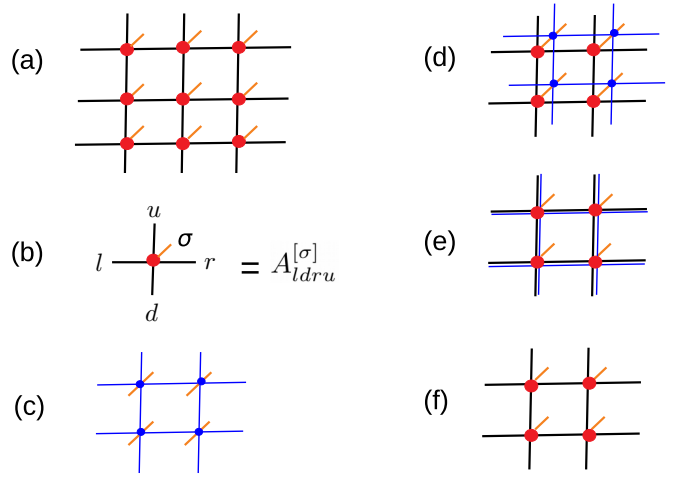 (a)
(b)
u
σ
l
r
d
= A^{[σ]}_{ldru}
(c)
(d)
(e)
(f)